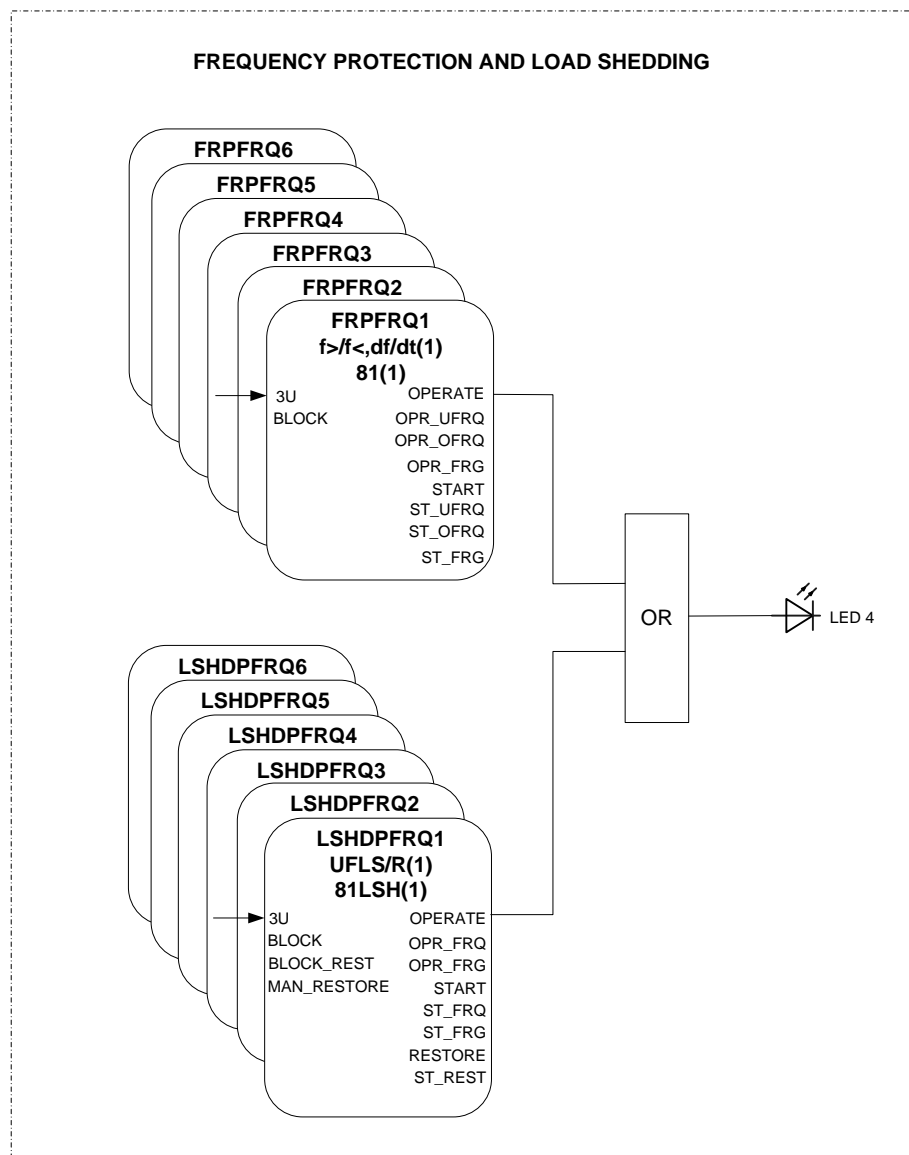 FREQUENCY PROTECTION AND LOAD SHEDDING
FRPFRQ6
FRPFRQ5
FRPFRQ4
FRPFRQ3
FRPFRQ2
FRPFRQ1
f>/f<,df/dt(1)
81(1)
3U
BLOCK
OPERATE
OPR_UFRQ
OPR_OFRQ
OPR_FRG
START
ST_UFRQ
ST_OFRQ
ST_FRG
OR
LED 4
LSHDPFRQ6
LSHDPFRQ5
LSHDPFRQ4
LSHDPFRQ3
LSHDPFRQ2
LSHDPFRQ1
UFLS/R(1)
81LSH(1)
3U
BLOCK
BLOCK_REST
MAN_RESTORE
OPERATE
OPR_FRQ
OPR_FRG
START
ST_FRQ
ST_FRG
RESTORE
ST_REST